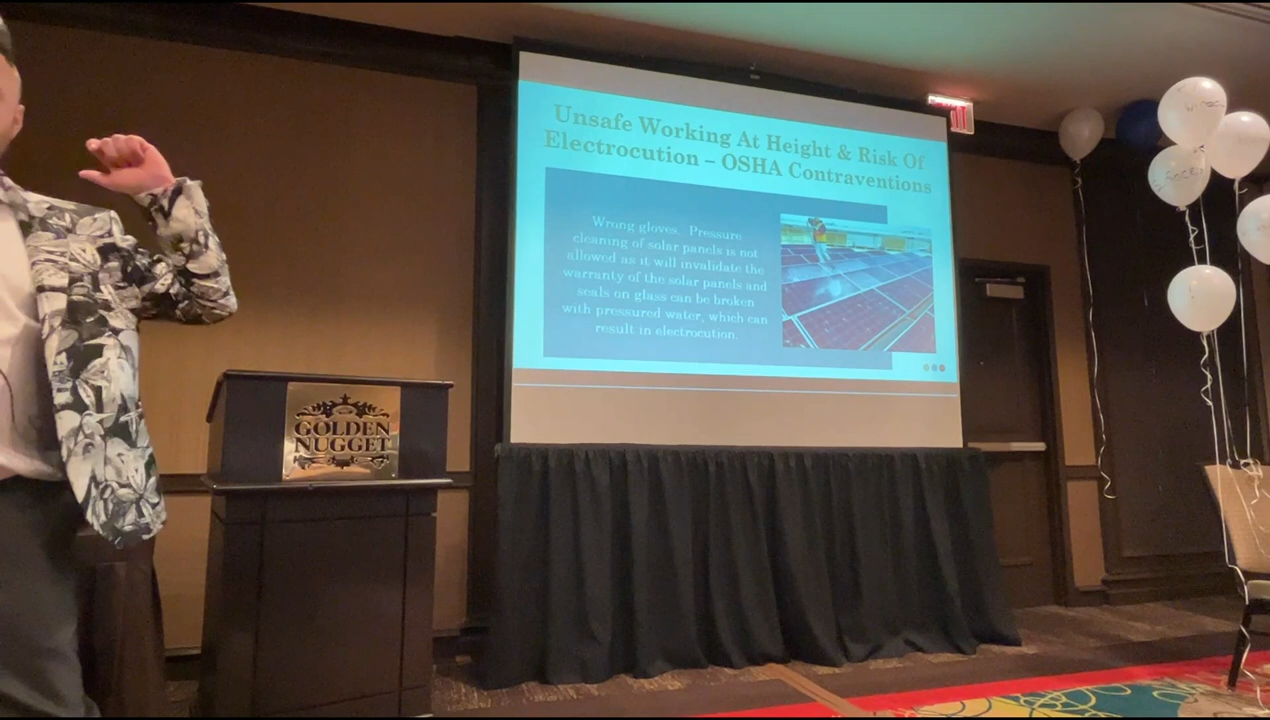 Unsafe Working At Height & Risk Of
Electrocution – OSHA Contraventions
Wrong gloves. Pressure
cleaning of solar panels is not
allowed as it will invalidate the
warranty of the solar panels and
seals on glass can be broken
with pressured water, which can
result in electrocution.
GOLDEN
NUGGET